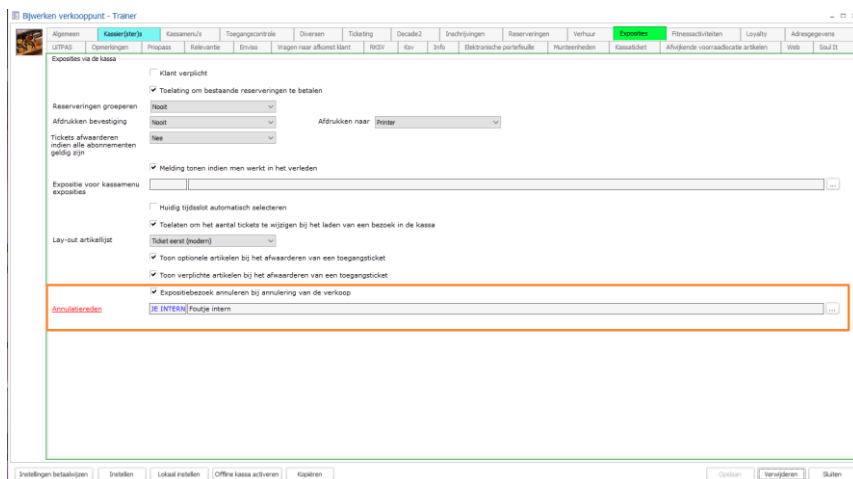 Bijwerken verkooppunt - Trainer
Algemeen Kassier(ster)s Kassamenu's Toegangscontrole Diversen Ticketing Decade2 Inschrijvingen Reserveringen Verhuur Exposities Fitnessactiviteiten Loyalty Adresgegevens
UITPAS Opmerkingen Priopass Relevantie Enviso Vragen naar afkomst klant RKSV Ksv Info Elektronische portefeuille Munteenheden Kassaticket Afwijkende voorraadlocatie artikelen Web Soul It
Exposities via de kassa
Klant verplicht
Toelating om bestaande reserveringen te betalen
Reserveringen groeperen Nooit
Afdrukken bevestiging Nooit Afdrukken naar Printer
Tickets afwaarderen Nee
indien alle abonnementen
geldig zijn
Melding tonen indien men werkt in het verleden
Expositie voor kassamenu ...
exposities
Huidig tijdsslot automatisch selecteren
Toelaten om het aantal tickets te wijzigen bij het laden van een bezoek in de kassa
Lay-out artikellijst Ticket eerst (modern)
Toon optionele artikelen bij het afwaarderen van een toegangsticket
Toon verplichte artikelen bij het afwaarderen van een toegangsticket
Expositiebezoek annuleren bij annulering van de verkoop
Annulatiereden JE INTERN Foutje intern ...
Instellingen betaalwijzen Instellen Lokaal instellen Offline kassa activeren Kopiëren Opslaan Verwijderen Sluiten